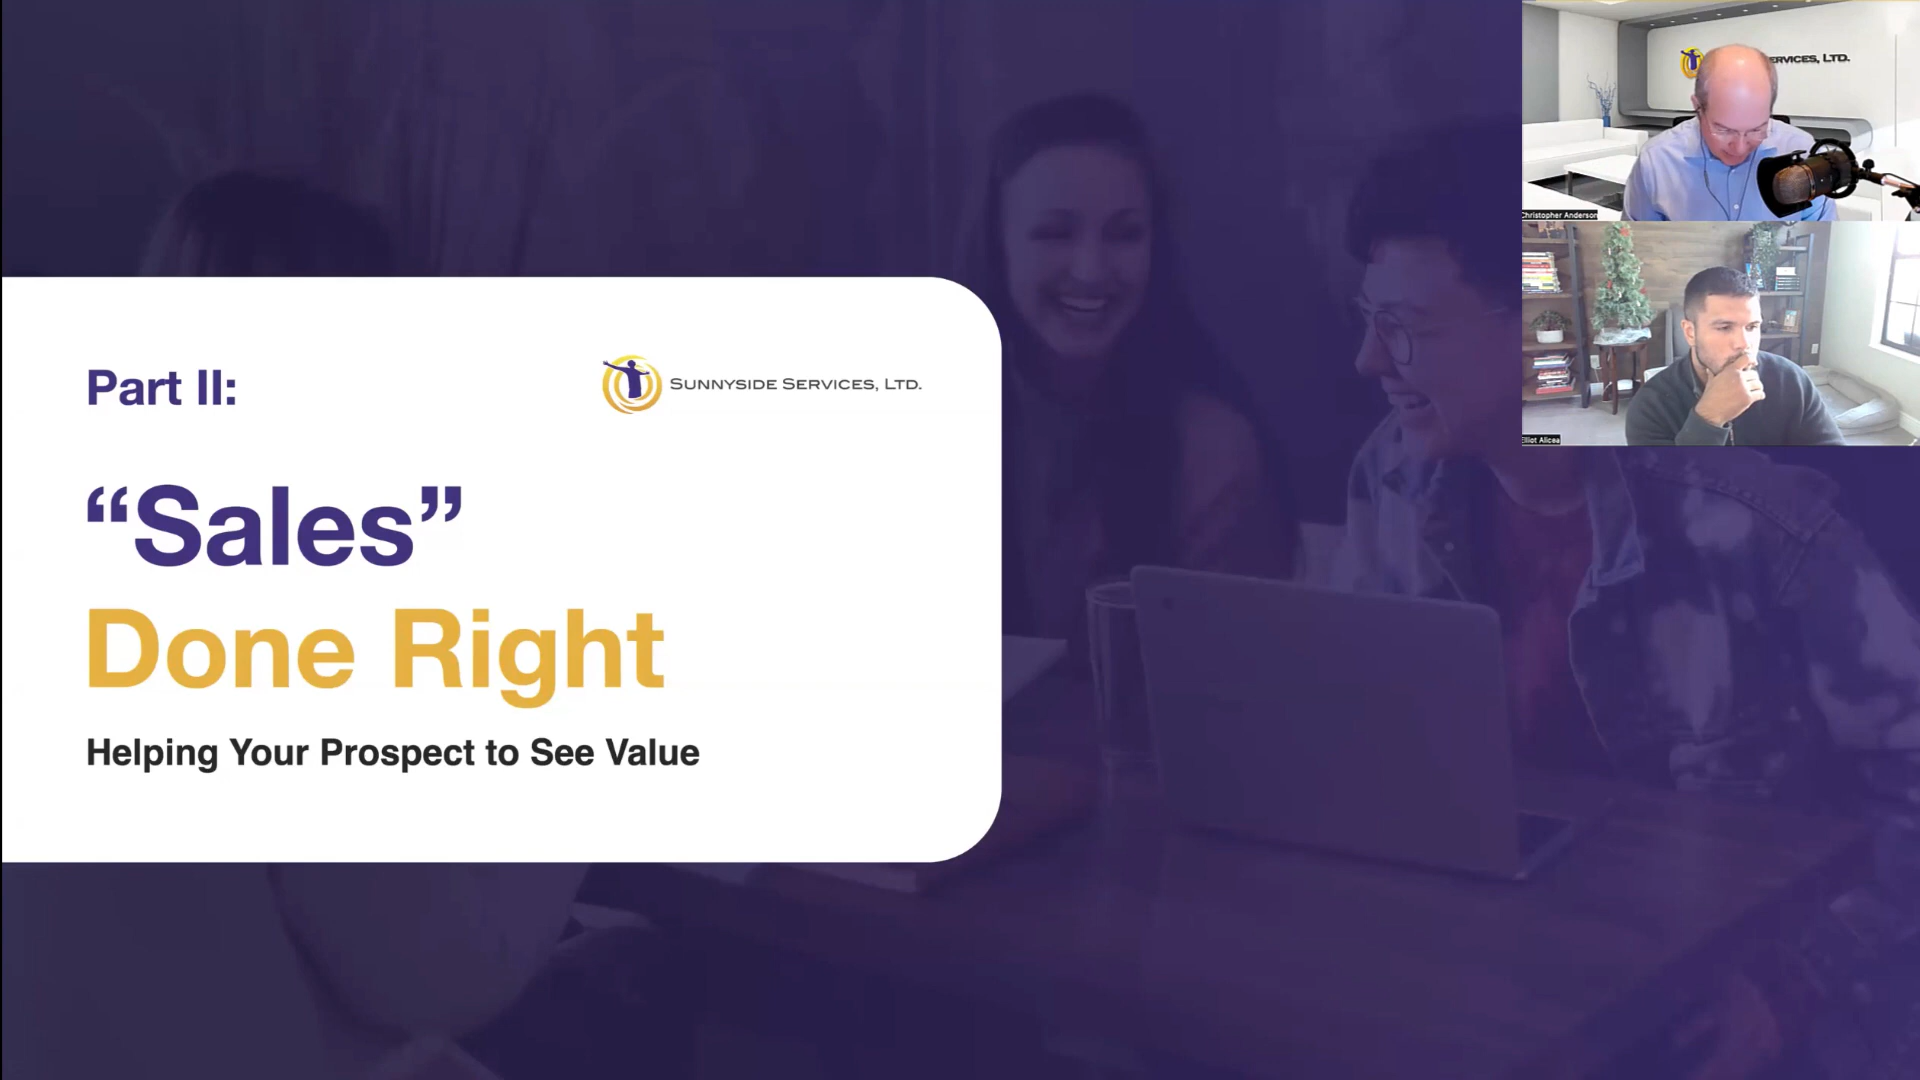 Part II:
SUNNYSIDE SERVICES, LTD.
“Sales”
Done Right
Helping Your Prospect to See Value
ERVICES, LTD.
Christopher Anderson
Elliot Alicea